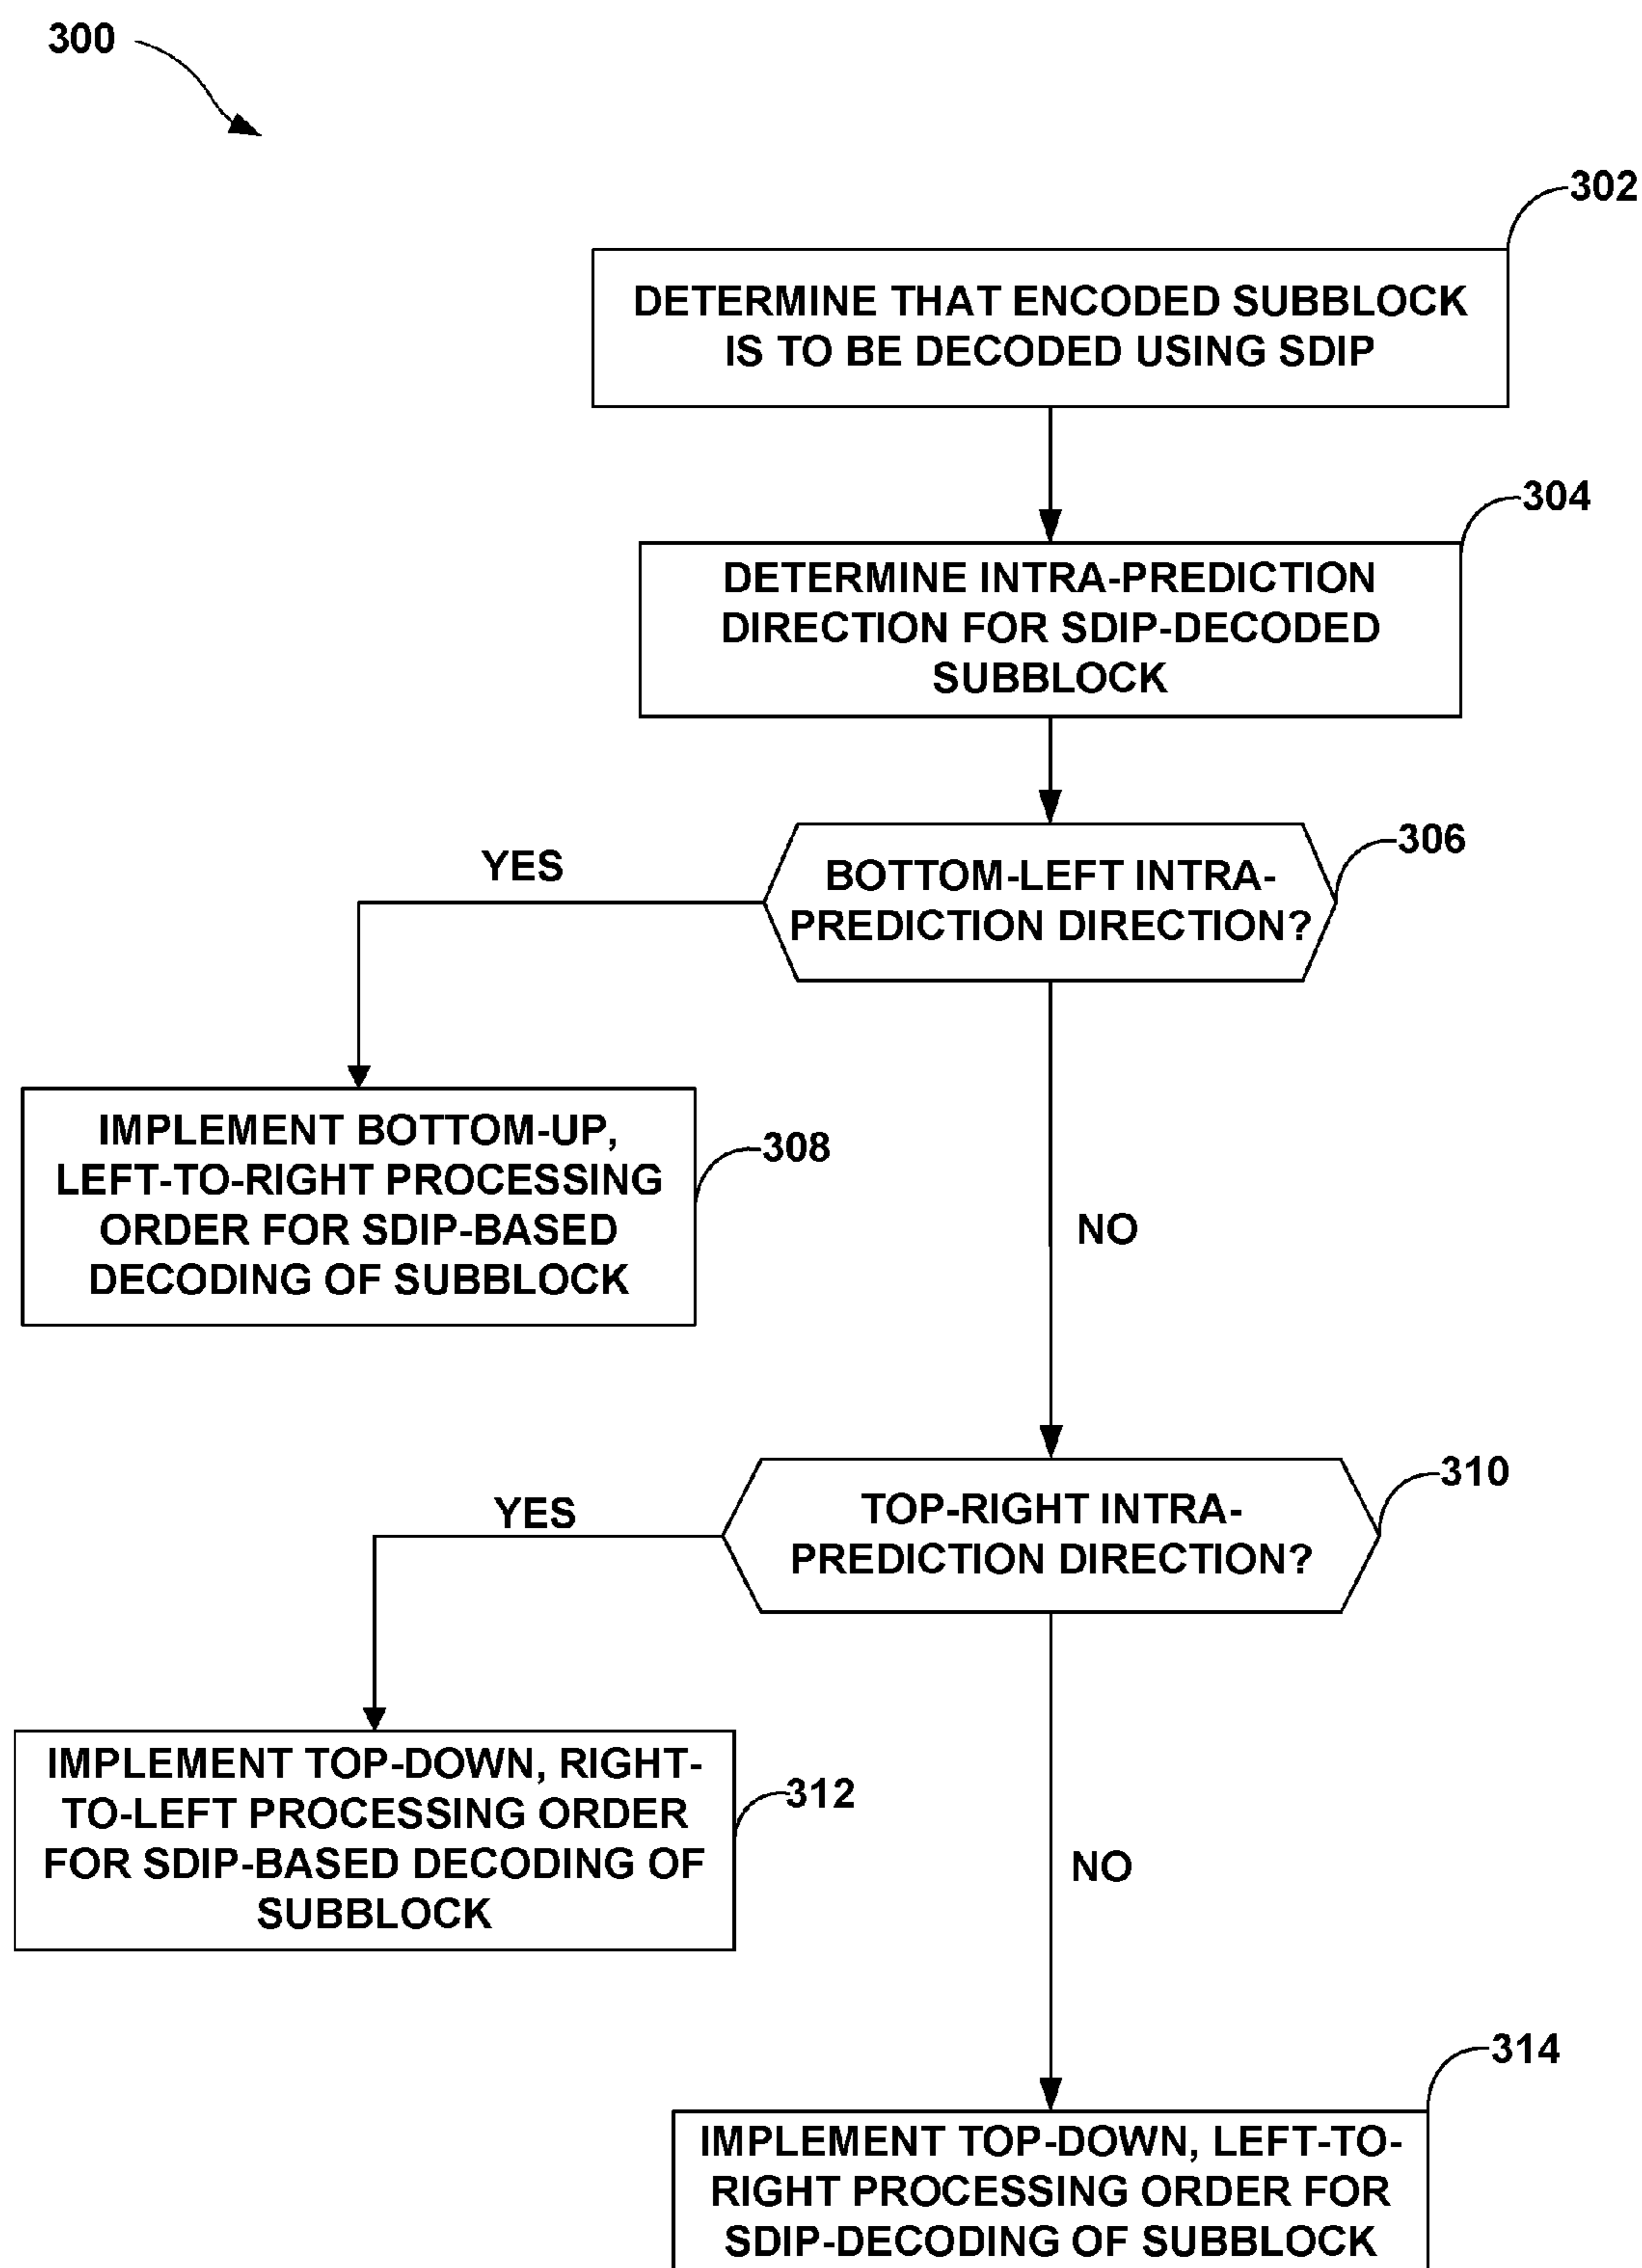 300
302
DETERMINE THAT ENCODED SUBBLOCK
IS TO BE DECODED USING SDIP
304
DETERMINE INTRA-PREDICTION
DIRECTION FOR SDIP-DECODED
SUBBLOCK
306
YES
BOTTOM-LEFT INTRA-
PREDICTION DIRECTION?
IMPLEMENT BOTTOM-UP,
LEFT-TO-RIGHT PROCESSING
ORDER FOR SDIP-BASED
DECODING OF SUBBLOCK
308
NO
310
YES
TOP-RIGHT INTRA-
PREDICTION DIRECTION?
IMPLEMENT TOP-DOWN, RIGHT-
TO-LEFT PROCESSING ORDER
FOR SDIP-BASED DECODING OF
SUBBLOCK
312
NO
314
IMPLEMENT TOP-DOWN, LEFT-TO-
RIGHT PROCESSING ORDER FOR
SDIP-DECODING OF SUBBLOCK